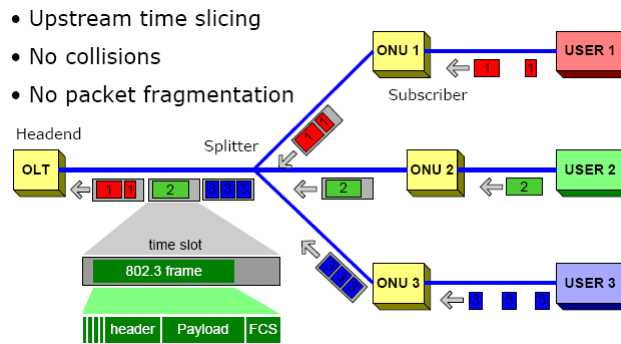 • Upstream time slicing
• No collisions
• No packet fragmentation
ONU 1
USER 1
1 1
Subscriber
1 1
Headend
Splitter
OLT
1 1 2 3 3 3
2
ONU 2
2
USER 2
time slot
802.3 frame
3 3 3
ONU 3
3 3 3
USER 3
header Payload FCS